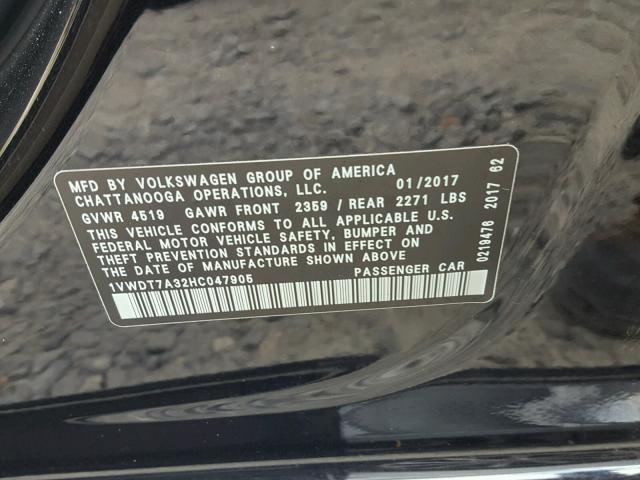 MFD BY VOLKSWAGEN GROUP OF AMERICA
CHATTANOOGA OPERATIONS, LLC. 01/2017
GVWR 4519 GAWR FRONT 2359 / REAR 2271 LBS
THIS VEHICLE CONFORMS TO ALL APPLICABLE U.S.
FEDERAL MOTOR VEHICLE SAFETY, BUMPER AND
THEFT PREVENTION STANDARDS IN EFFECT ON
THE DATE OF MANUFACTURE SHOWN ABOVE
1VWDT7A32HC047905 PASSENGER CAR
0219476 2017 62